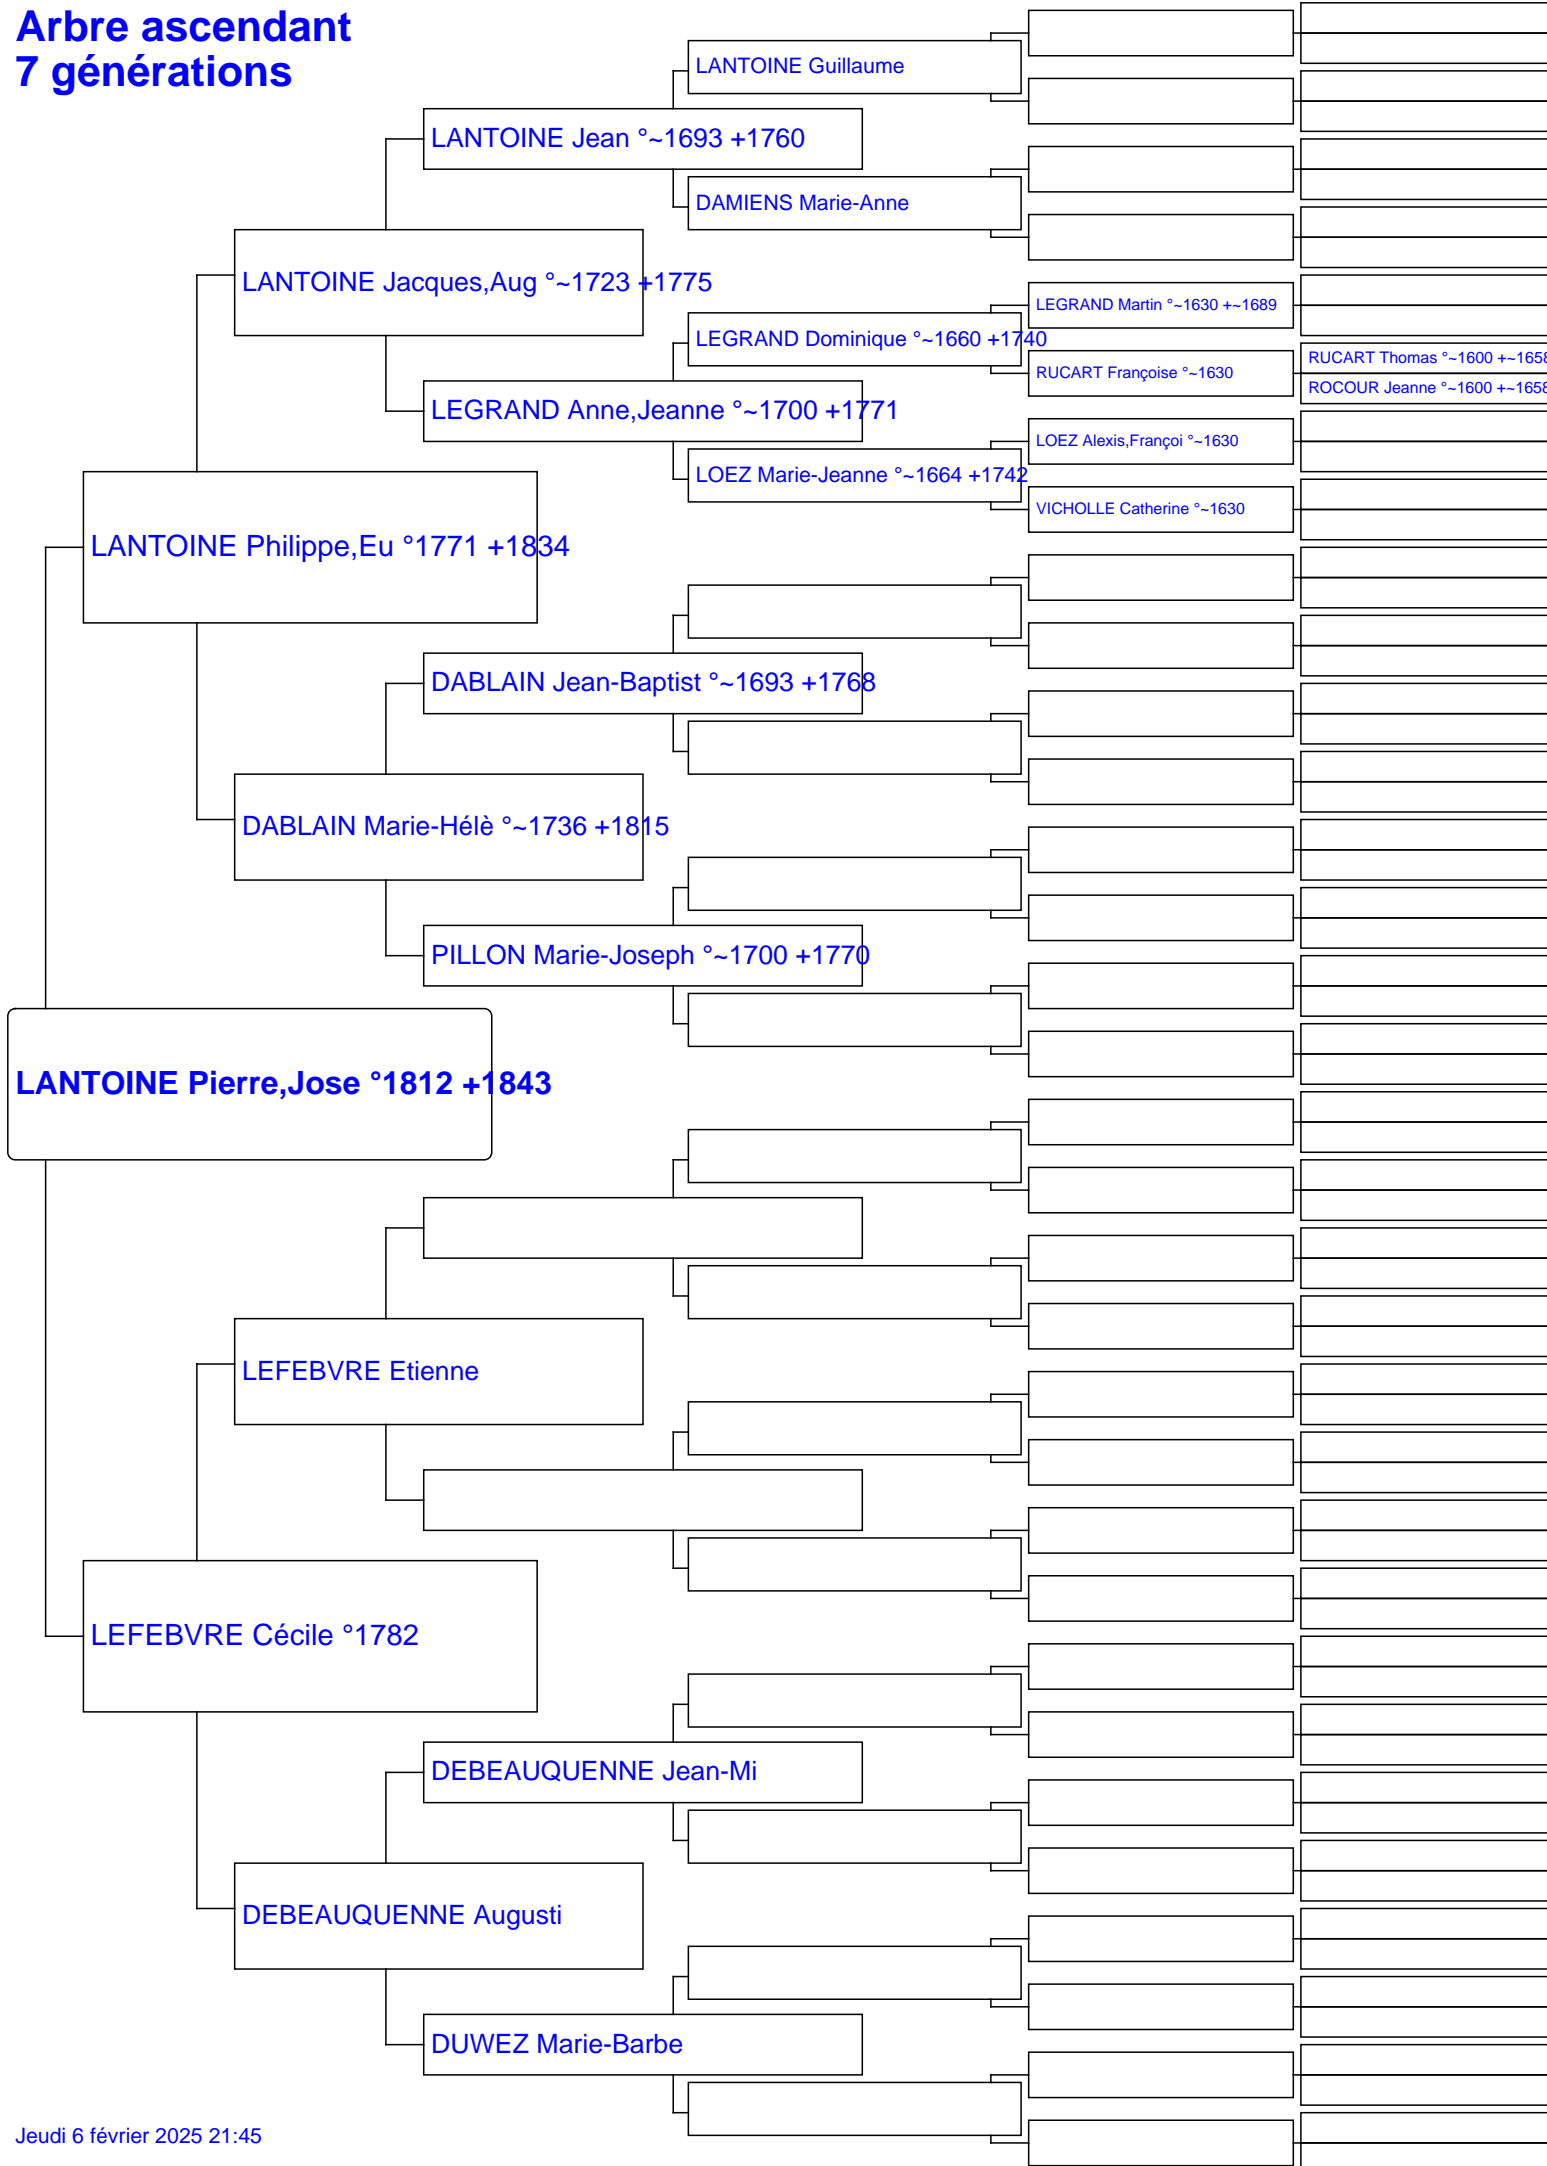 Arbre ascendant
7 générations
LANTOINE Guillaume
LANTOINE Jean °~1693 +1760
DAMIENS Marie-Anne
LANTOINE Jacques,Aug °~1723 +1775
LEGRAND Martin °~1630 +~1689
LEGRAND Dominique °~1660 +1740
RUCART Thomas °~1600 +~1658
RUCART Françoise °~1630
ROCOUR Jeanne °~1600 +~1658
LEGRAND Anne,Jeanne °~1700 +1771
LOEZ Alexis,Françoi °~1630
LOEZ Marie-Jeanne °~1664 +1742
VICHOLLE Catherine °~1630
LANTOINE Philippe,Eu °1771 +1834
DABLAIN Jean-Baptist °~1693 +1768
DABLAIN Marie-Hélè °~1736 +1815
PILLON Marie-Joseph °~1700 +1770
LANTOINE Pierre,Jose °1812 +1843
LEFEBVRE Etienne
LEFEBVRE Cécile °1782
DEBEAUQUENNE Jean-Mi
DEBEAUQUENNE Augusti
DUWEZ Marie-Barbe
Jeudi 6 février 2025 21:45